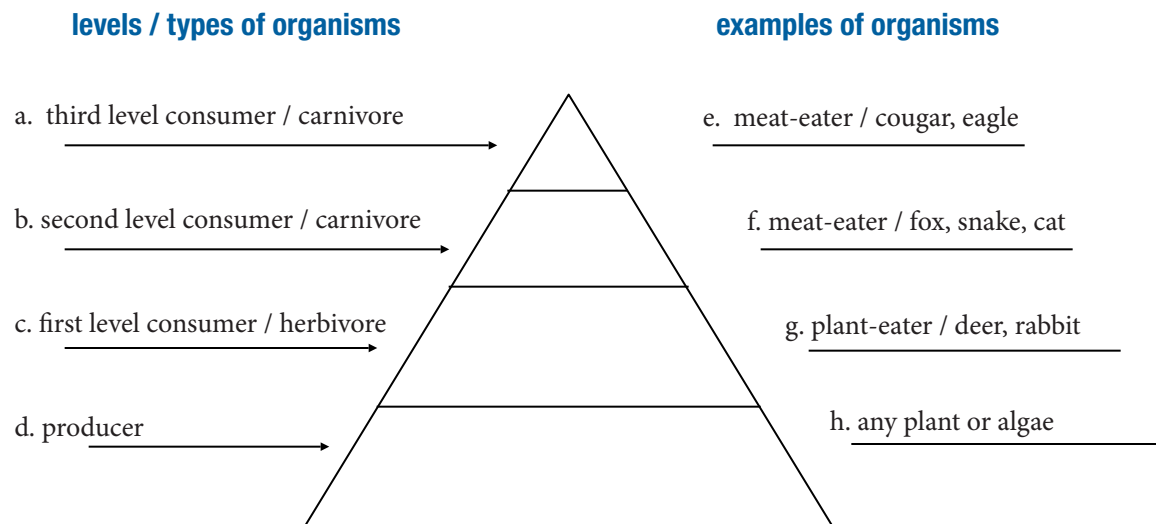 levels / types of organisms
examples of organisms
a. third level consumer / carnivore
e. meat-eater / cougar, eagle
b. second level consumer / carnivore
f. meat-eater / fox, snake, cat
c. first level consumer / herbivore
g. plant-eater / deer, rabbit
d. producer
h. any plant or algae